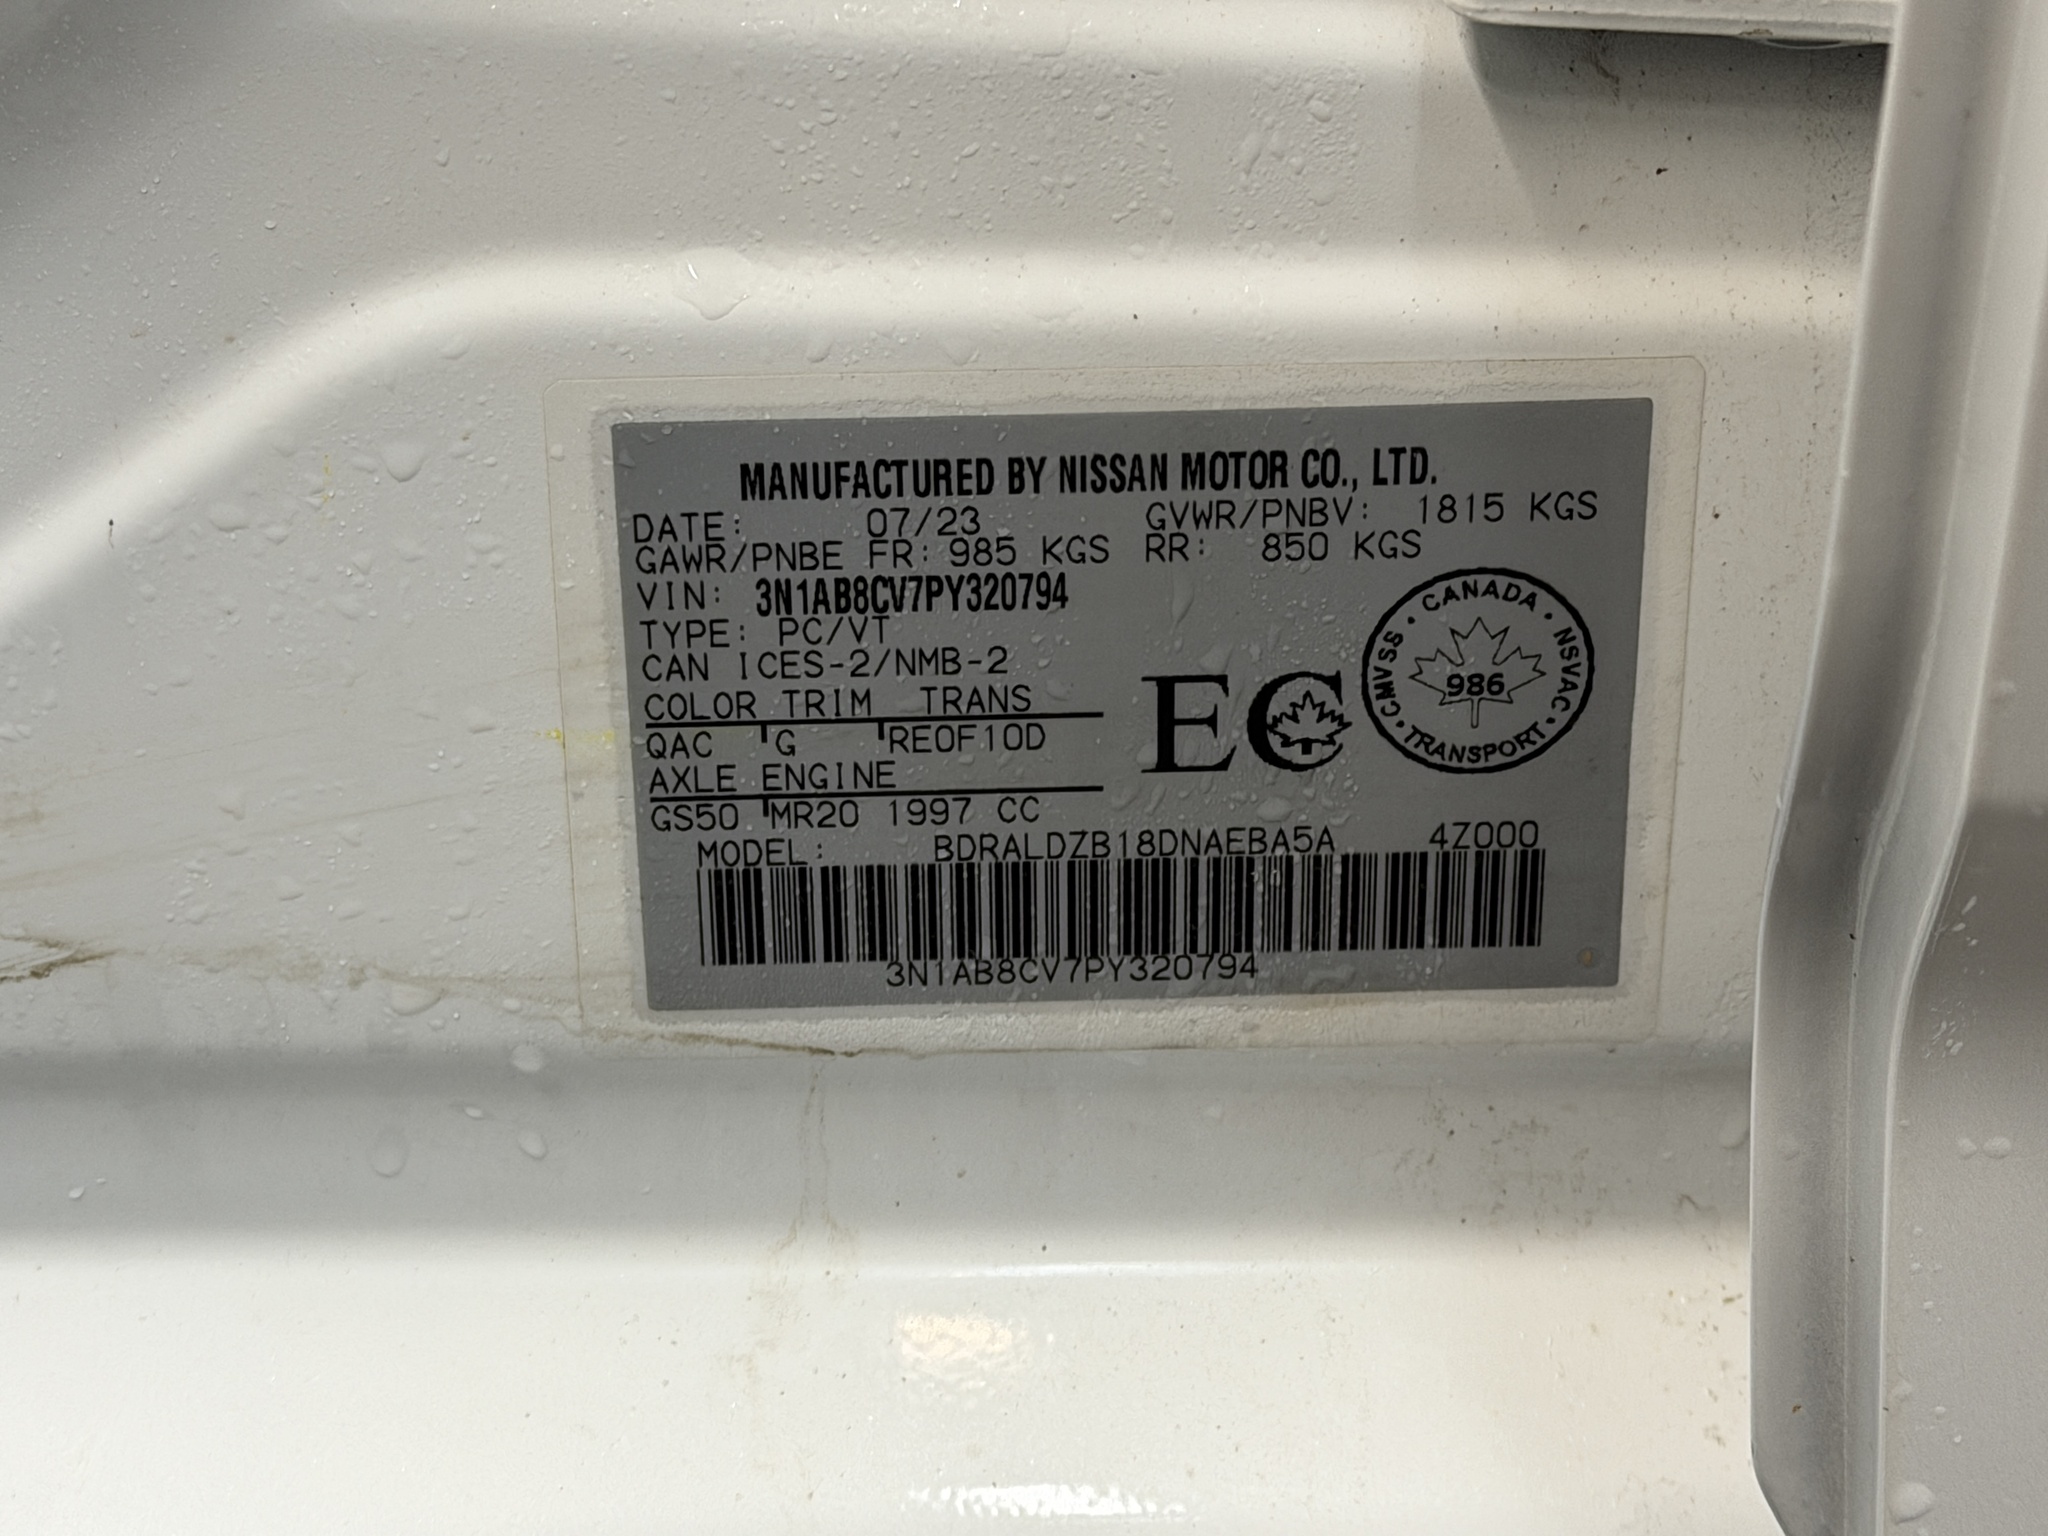 MANUFACTURED BY NISSAN MOTOR CO., LTD.
DATE: 07/23 GVWR/PNBV: 1815 KGS
GAWR/PNBE FR: 985 KGS RR: 850 KGS
VIN: 3N1AB8CV7PY320794
TYPE: PC/VT
CAN ICES-2/NMB-2
COLOR TRIM TRANS
QAC G RE0F10D
AXLE ENGINE
GS50 MR20 1997 CC
EC
CANADA · NSVAC · TRANSPORT · CMVSS ·
986
MODEL: BDRALDZB18DNAEBA5A 4Z000
3N1AB8CV7PY320794